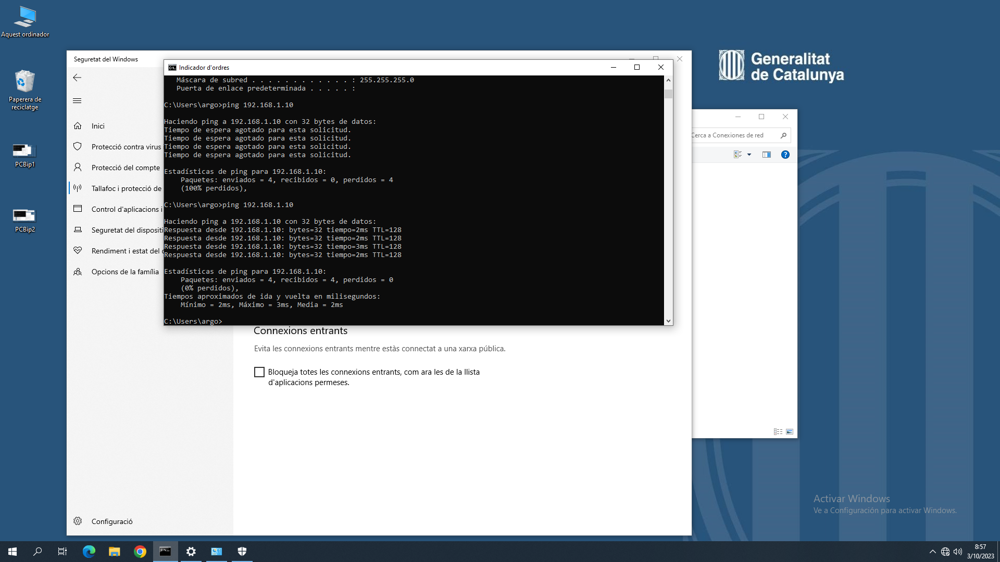 Aquest ordinador
Paperera de
reciclatge
PCBip1
PCBip2
Seguretat del Windows
Inici
Protecció contra virus
Protecció del compte
Tallafoc i protecció de
Control d'aplicacions i
Seguretat del dispositi
Rendiment i estat del
Opcions de la família
Configuració
Indicador d'ordres
Máscara de subred . . . . . . . . . . . . : 255.255.255.0
Puerta de enlace predeterminada . . . . . :
C:\Users\argo>ping 192.168.1.10
Haciendo ping a 192.168.1.10 con 32 bytes de datos:
Tiempo de espera agotado para esta solicitud.
Tiempo de espera agotado para esta solicitud.
Tiempo de espera agotado para esta solicitud.
Tiempo de espera agotado para esta solicitud.
Estadísticas de ping para 192.168.1.10:
Paquetes: enviados = 4, recibidos = 0, perdidos = 4
(100% perdidos),
C:\Users\argo>ping 192.168.1.10
Haciendo ping a 192.168.1.10 con 32 bytes de datos:
Respuesta desde 192.168.1.10: bytes=32 tiempo=2ms TTL=128
Respuesta desde 192.168.1.10: bytes=32 tiempo=2ms TTL=128
Respuesta desde 192.168.1.10: bytes=32 tiempo=3ms TTL=128
Respuesta desde 192.168.1.10: bytes=32 tiempo=2ms TTL=128
Estadísticas de ping para 192.168.1.10:
Paquetes: enviados = 4, recibidos = 4, perdidos = 0
(0% perdidos),
Tiempos aproximados de ida y vuelta en milisegundos:
Mínimo = 2ms, Máximo = 3ms, Media = 2ms
C:\Users\argo>
Connexions entrants
Evita les connexions entrants mentre estàs connectat a una xarxa pública.
Bloqueja totes les connexions entrants, com ara les de la llista
d'aplicacions permeses.
Generalitat
de Catalunya
Cerca a Conexiones de red
Activar Windows
Ve a Configuración para activar Windows.
8:57
3/10/2023